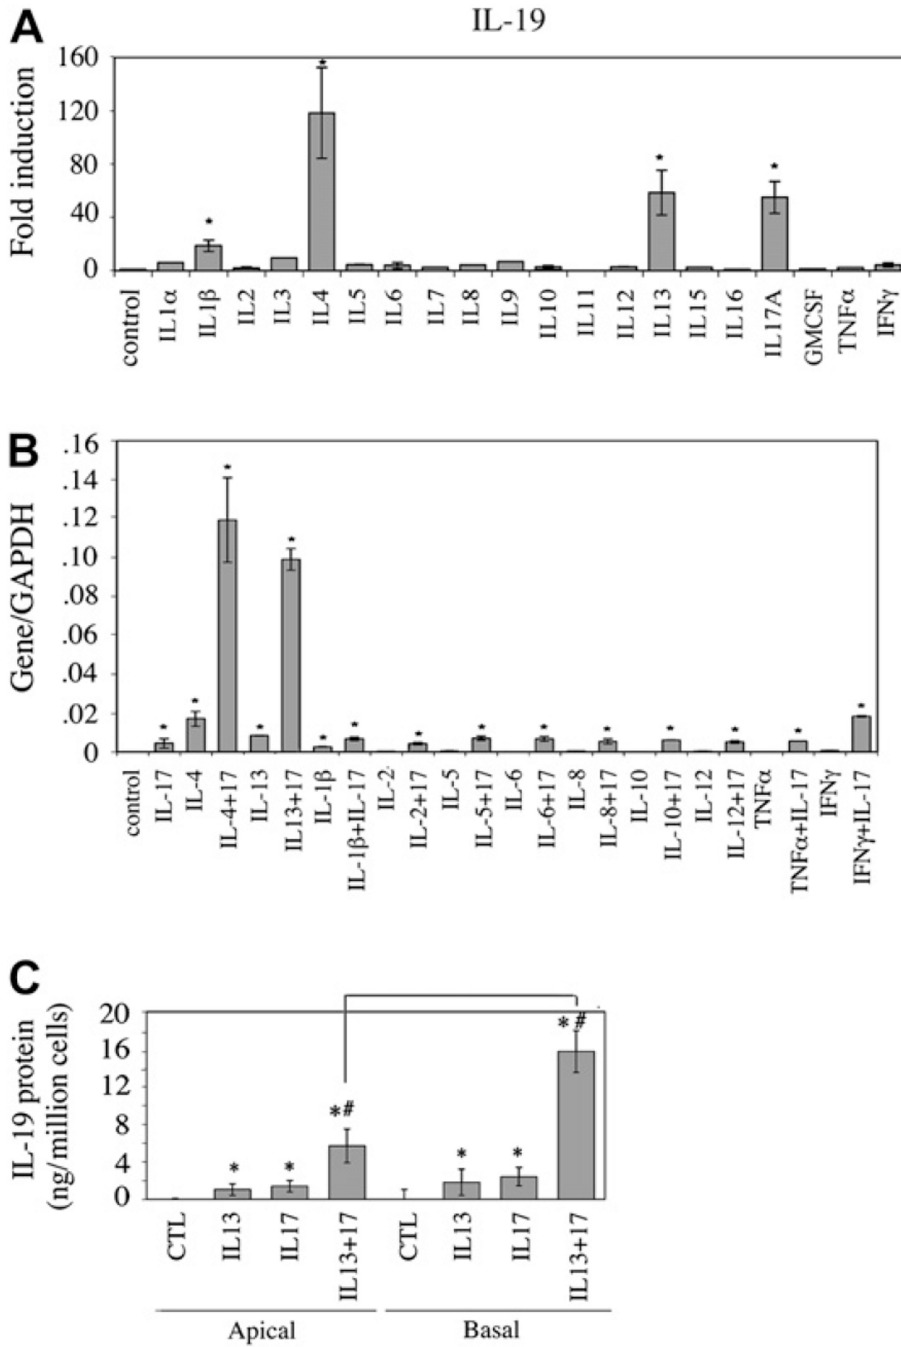 A
IL-19
Fold induction
160
120
80
40
0
* * * *
control IL1α IL1β IL2 IL3 IL4 IL5 IL6 IL7 IL8 IL9 IL10 IL11 IL12 IL13 IL15 IL16 IL17A GMCSF TNFα IFNγ
B
Gene/GAPDH
.16
.14
.12
.10
.08
.06
.04
.02
0
* * * * * * * * * * * * * * *
control IL-17 IL-4 IL-4+17 IL-13 IL13+17 IL-1β IL-1β+IL-17 IL-2 IL-2+17 IL-5 IL-5+17 IL-6 IL-6+17 IL-8 IL-8+17 IL-10 IL-10+17 IL-12 IL-12+17 TNFα TNFα+IL-17 IFNγ IFNγ+IL-17
C
IL-19 protein
(ng/million cells)
20
16
12
8
4
0
* * *# * * *#
CTL IL13 IL17 IL13+17 CTL IL13 IL17 IL13+17
Apical Basal